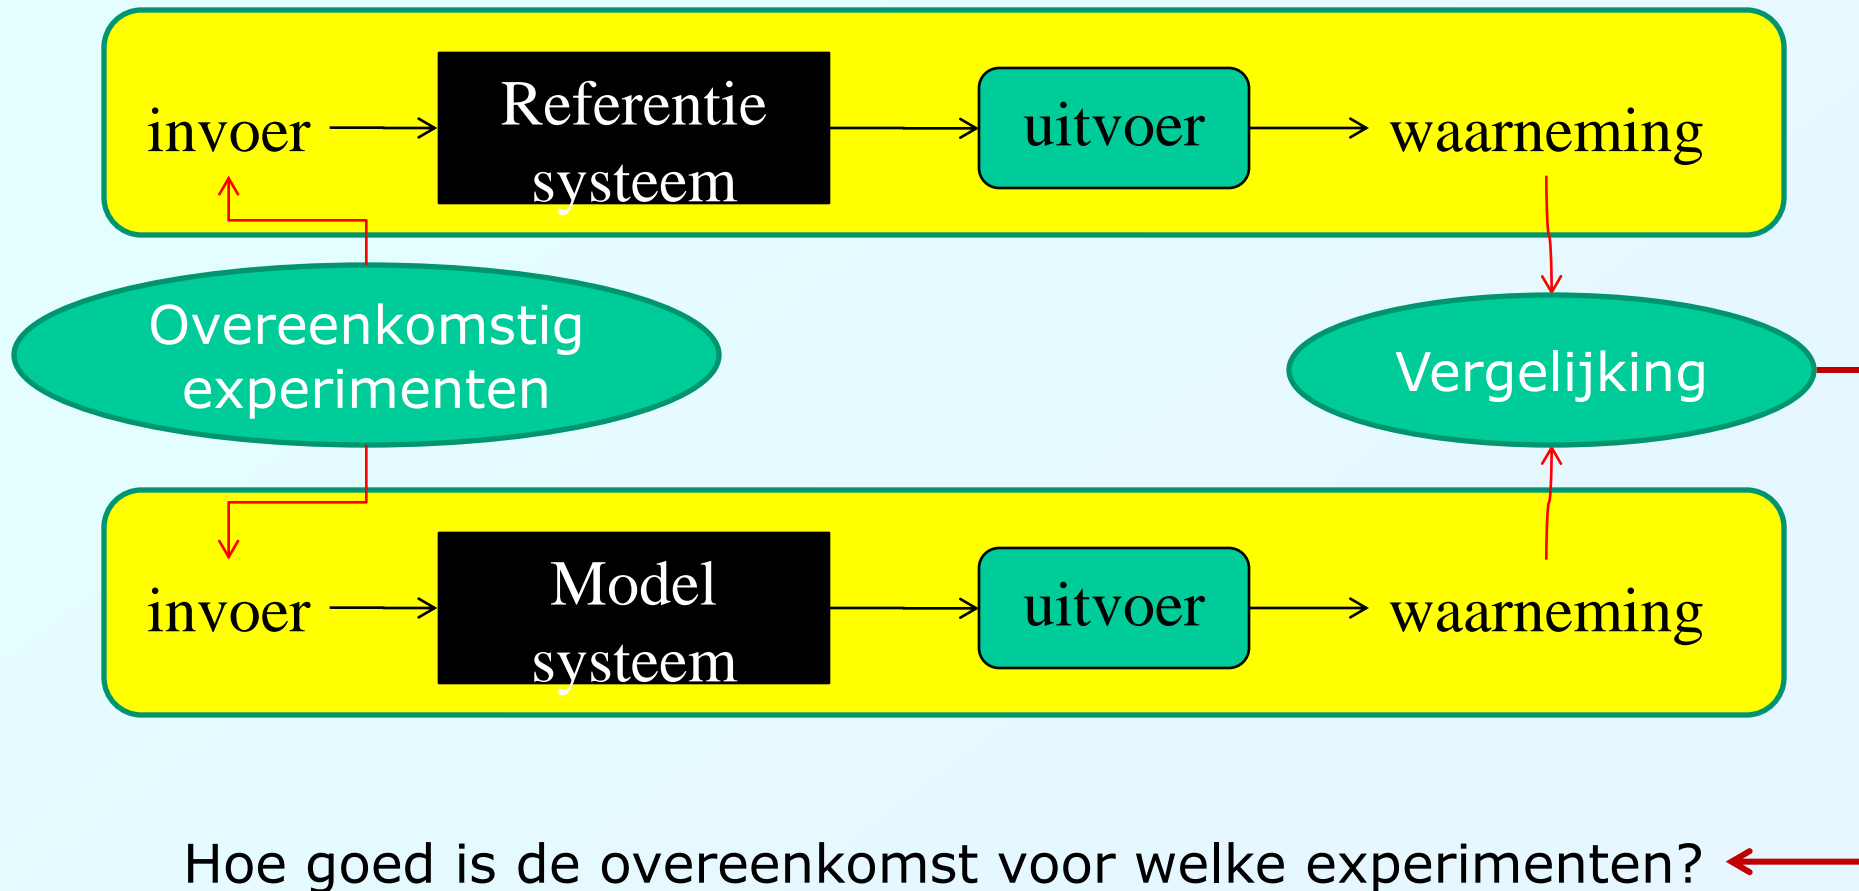 invoer
Referentie
systeem
uitvoer
waarneming
Overeenkomstig
experimenten
Vergelijking
invoer
Model
systeem
uitvoer
waarneming
Hoe goed is de overeenkomst voor welke experimenten?